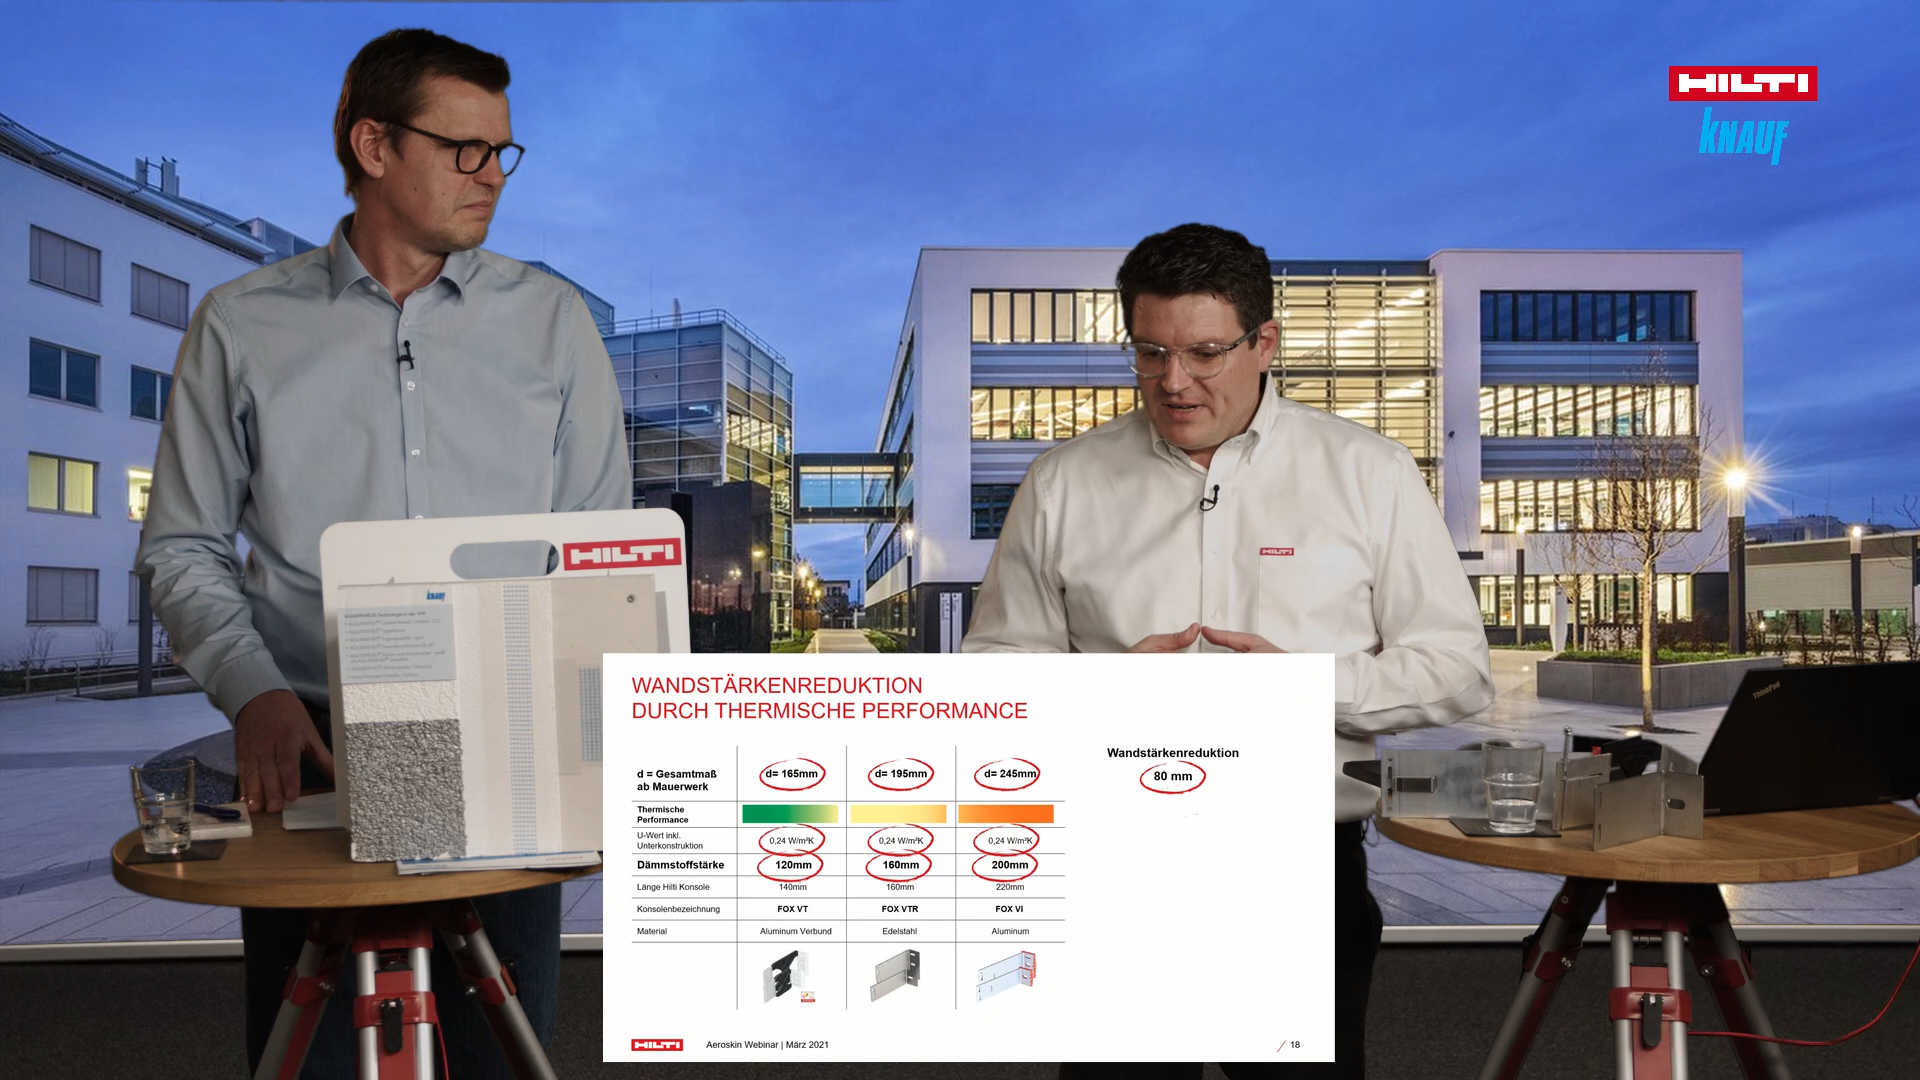 HILTI
KNAUF
HILTI
KNAUF
HILTI
ThinkPad
WANDSTÄRKENREDUKTION
DURCH THERMISCHE PERFORMANCE
Wandstärkenreduktion
80 mm
d = Gesamtmaß
ab Mauerwerk
d= 165mm
d= 195mm
d= 245mm
Thermische
Performance
U-Wert inkl.
Unterkonstruktion
0,24 W/m²K
0,24 W/m²K
0,24 W/m²K
Dämmstoffstärke
120mm
160mm
200mm
Länge Hilti Konsole
140mm
160mm
220mm
Konsolenbezeichnung
FOX VT
FOX VTR
FOX VI
Material
Aluminum Verbund
Edelstahl
Aluminum
HILTI
Aeroskin Webinar | März 2021
/ 18